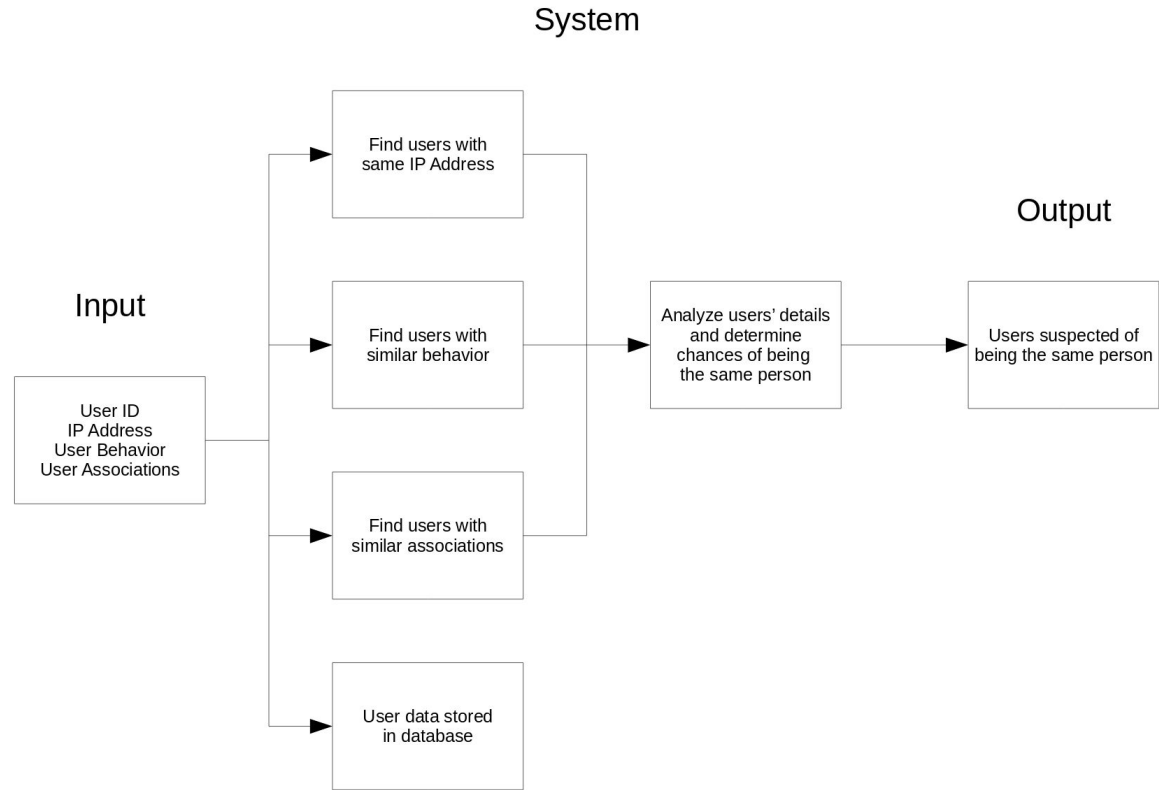 System
Input
User ID
IP Address
User Behavior
User Associations
Find users with
same IP Address
Find users with
similar behavior
Find users with
similar associations
User data stored
in database
Analyze users’ details
and determine
chances of being
the same person
Output
Users suspected of
being the same person